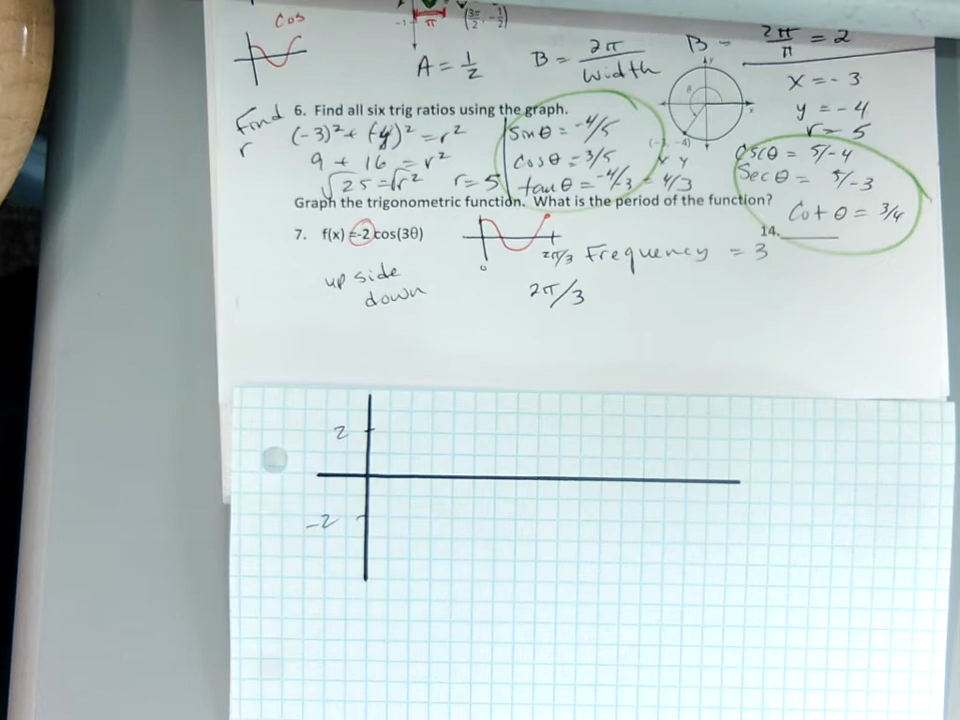 cos
-1
π
(3π/2, -1/2)
A = 1/2
B = 2π/Width
B = 2π/π = 2
x = -3
y = -4
r = 5
Find r
6. Find all six trig ratios using the graph.
(-3)² + (-4)² = r²
9 + 16 = r²
√25 = √r² r = 5
sin θ = -4/5
cos θ = 3/5
tan θ = -4/-3 = 4/3
θ
y
x
(-3, -4)
x y
csc θ = 5/-4
Sec θ = 5/-3
Cot θ = 3/4
Graph the trigonometric function. What is the period of the function?
7. f(x) = -2cos(3θ)
0
2π/3
Frequency = 3
14.
up side
down
2π/3
2
-2